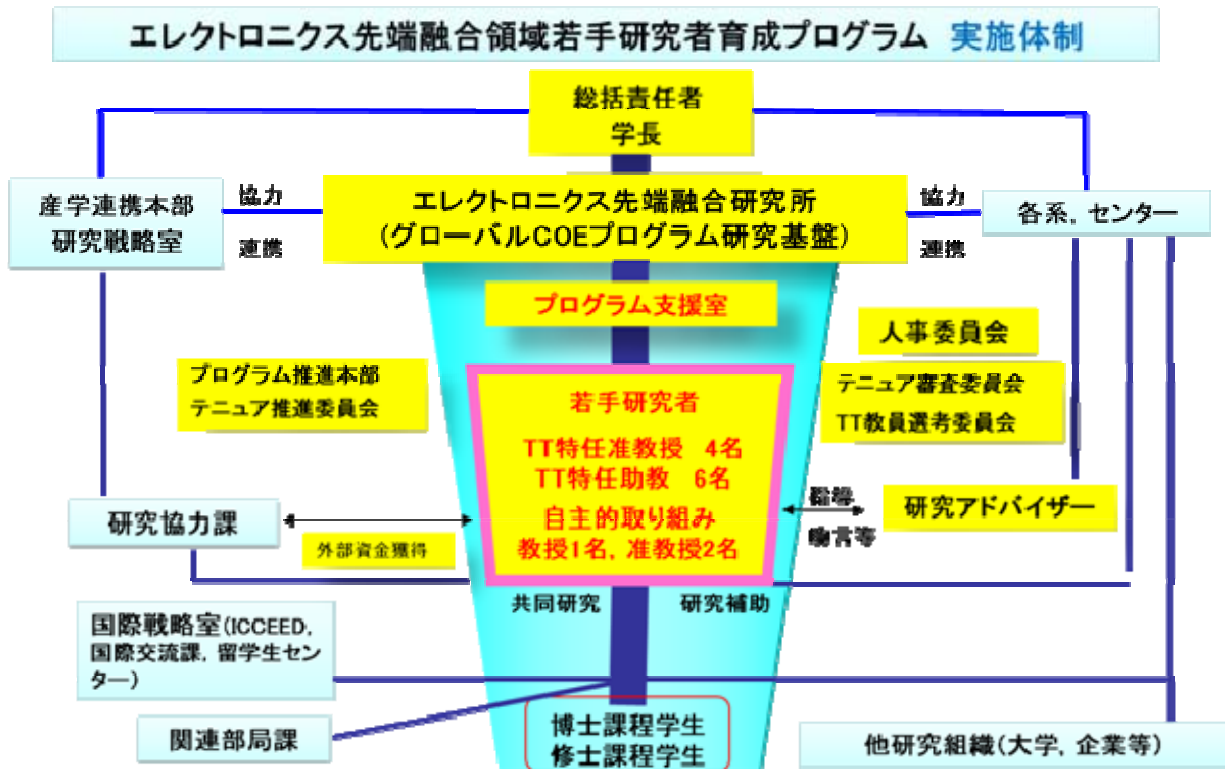 エレクトロニクス先端融合領域若手研究者育成プログラム 実施体制
総括責任者
学長
産学連携本部
研究戦略室
協力
連携
エレクトロニクス先端融合研究所
(グローバルCOEプログラム研究基盤)
協力
連携
各系, センター
プログラム支援室
人事委員会
プログラム推進本部
テニュア推進委員会
テニュア審査委員会
TT教員選考委員会
若手研究者
TT特任准教授 4名
TT特任助教 6名
自主的取り組み
教授1名, 准教授2名
研究協力課
外部資金獲得
研究アドバイザー
共同研究
研究補助
国際戦略室(ICCEED,
国際交流課, 留学生セン
ター)
関連部局課
博士課程学生
修士課程学生
他研究組織(大学, 企業等)